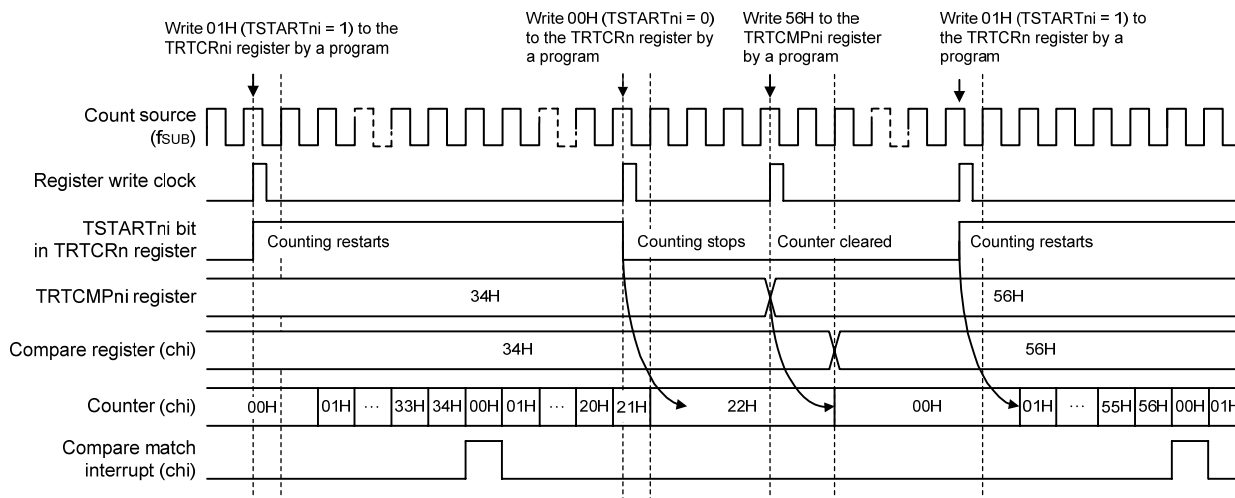 Write 01H (TSTARTni = 1) to the
TRTCRni register by a program
Write 00H (TSTARTni = 0)
to the TRTCRn register by
a program
Write 56H to the
TRTCMPni register
by a program
Write 01H (TSTARTni = 1) to
the TRTCRn register by a
program
Count source
(fSUB)
Register write clock
TSTARTni bit
in TRTCRn register
Counting restarts
Counting stops
Counter cleared
Counting restarts
TRTCMPni register
34H
56H
Compare register (chi)
34H
56H
Counter (chi)
00H
01H
···
33H
34H
00H
01H
···
20H
21H
22H
00H
01H
···
55H
56H
00H
01H
Compare match
interrupt (chi)